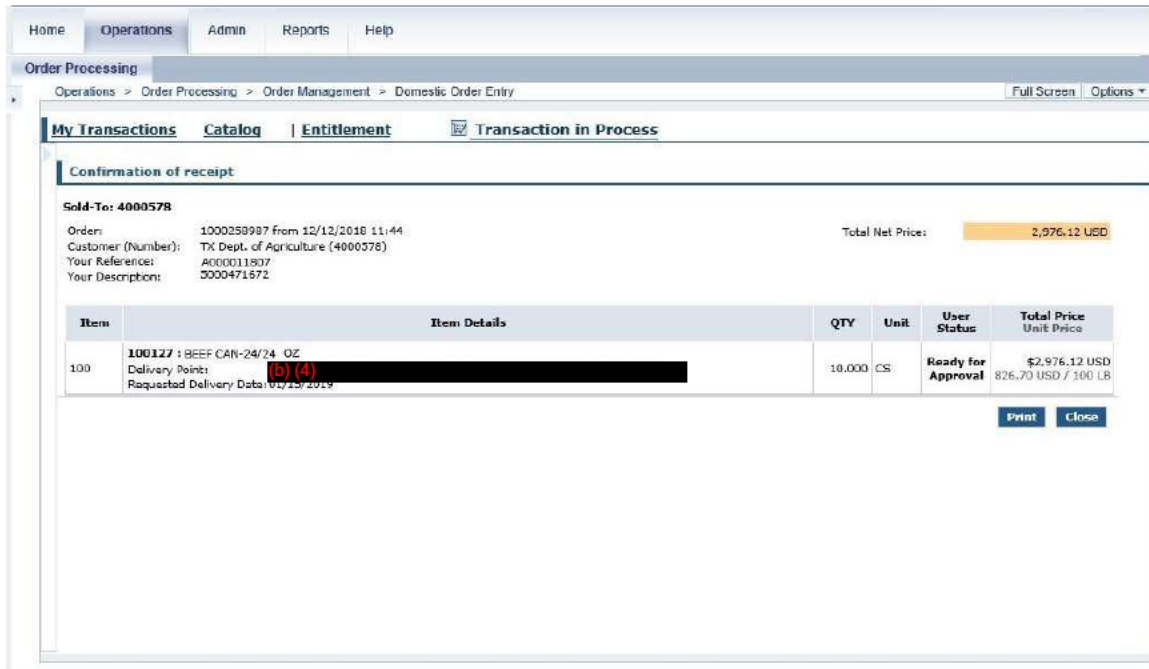 Home Operations Admin Reports Help
Order Processing
Operations > Order Processing > Order Management > Domestic Order Entry Full Screen Options
My Transactions Catalog | Entitlement Transaction in Process
Confirmation of receipt
Sold-To: 4000578
Order: 1000258987 from 12/12/2018 11:44 Total Net Price: 2,976.12 USD
Customer (Number): TX Dept. of Agriculture (4000578)
Your Reference: A000011807
Your Description: 5000471672
Item Item Details QTY Unit User Status Total Price Unit Price
100 100127 : BEEF CAN-24/24 OZ 10.000 CS Ready for Approval $2,976.12 USD 826.70 USD / 100 LB
Delivery Point: (b) (4)
Requested Delivery Date: 01/15/2019
Print Close